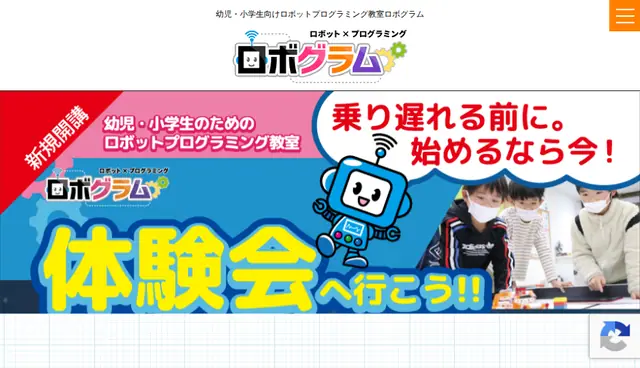 幼児・小学生向けロボットプログラミング教室ロボグラム
ロボット×プログラミング
ロボグラム
新規開講
幼児・小学生のための
ロボットプログラミング教室
乗り遅れる前に。
始めるなら今！
ロボット×プログラミング
ロボグラム
体験会へ行こう!!